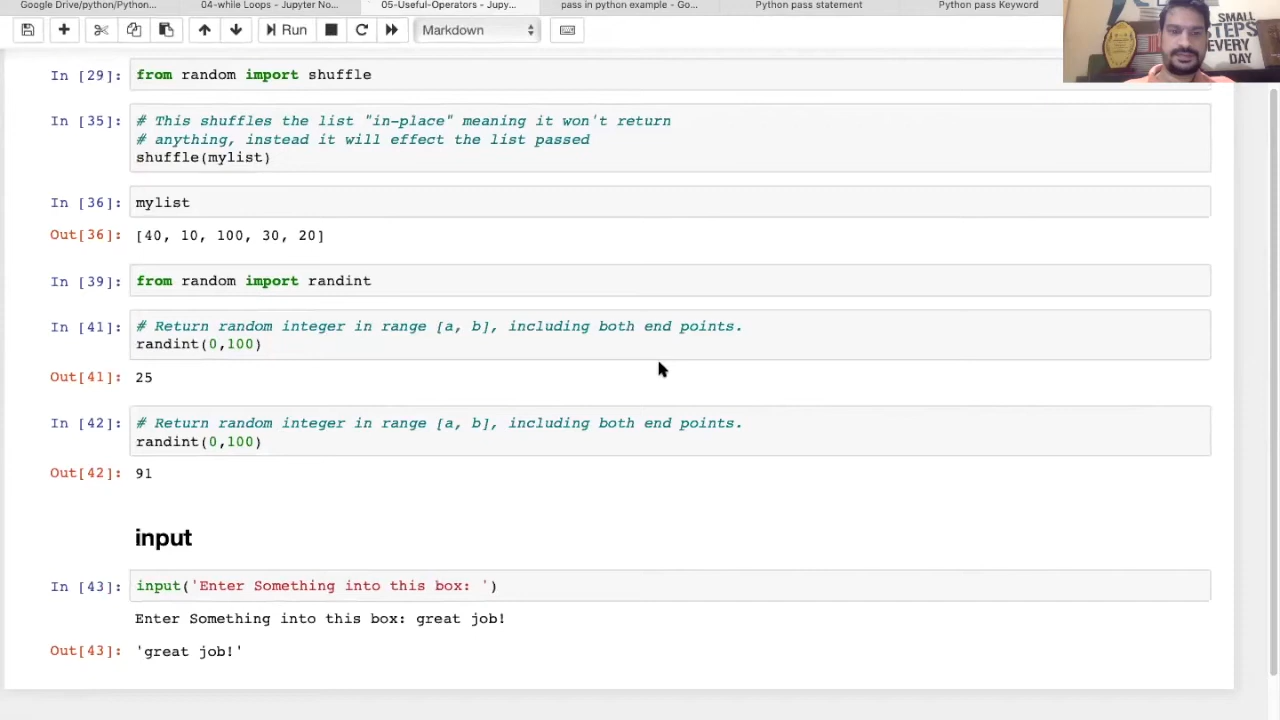 Google Drive/python/Python...
04-while Loops - Jupyter No...
05-Useful-Operators - Jupy...
pass in python example - Go...
Python pass statement
Python pass Keyword
Run
Markdown
SMALL
STEPS
EVERY
DAY
In [29]: from random import shuffle
In [35]: # This shuffles the list "in-place" meaning it won't return
# anything, instead it will effect the list passed
shuffle(mylist)
In [36]: mylist
Out[36]: [40, 10, 100, 30, 20]
In [39]: from random import randint
In [41]: # Return random integer in range [a, b], including both end points.
randint(0,100)
Out[41]: 25
In [42]: # Return random integer in range [a, b], including both end points.
randint(0,100)
Out[42]: 91
input
In [43]: input('Enter Something into this box: ')
Enter Something into this box: great job!
Out[43]: 'great job!'